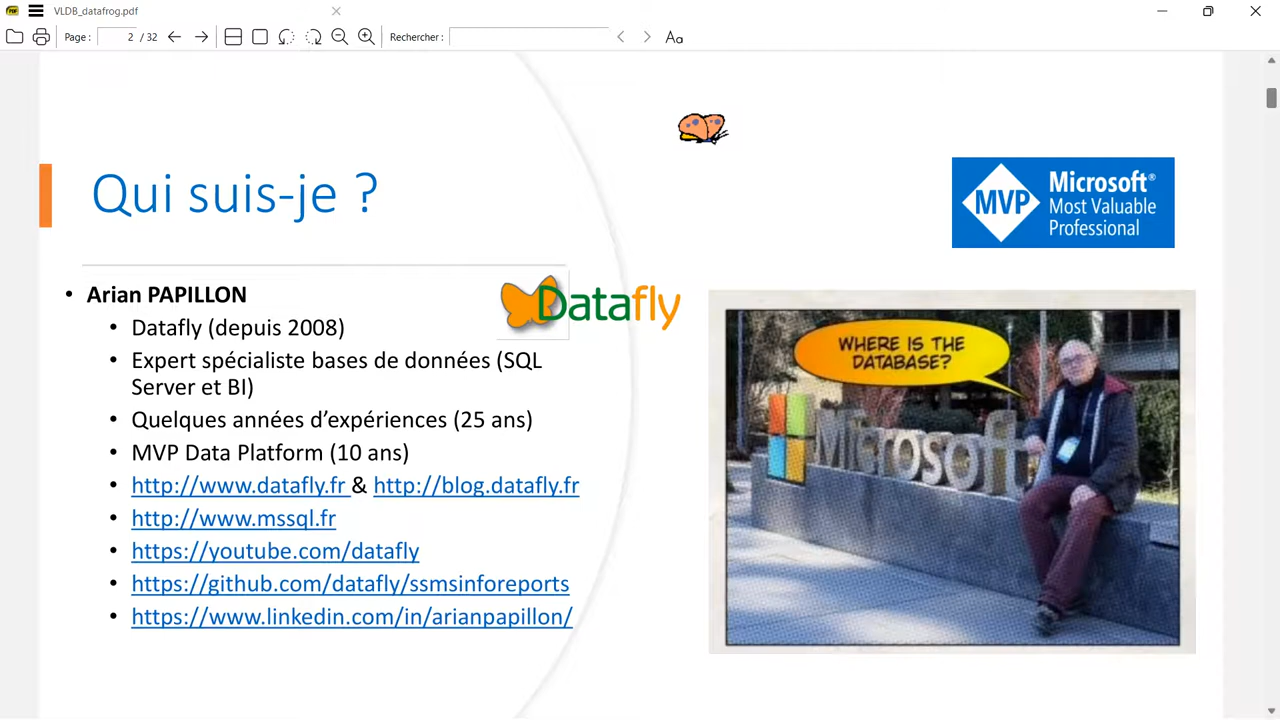 VLDB_datafrog.pdf
Page : 2 / 32 Rechercher : Aa
Qui suis-je ?
MVP
Microsoft®
Most Valuable
Professional
• Arian PAPILLON
Datafly
• Datafly (depuis 2008)
• Expert spécialiste bases de données (SQL
Server et BI)
• Quelques années d’expériences (25 ans)
• MVP Data Platform (10 ans)
• http://www.datafly.fr & http://blog.datafly.fr
• http://www.mssql.fr
• https://youtube.com/datafly
• https://github.com/datafly/ssmsinforeports
• https://www.linkedin.com/in/arianpapillon/
WHERE IS THE
DATABASE?
Microsoft